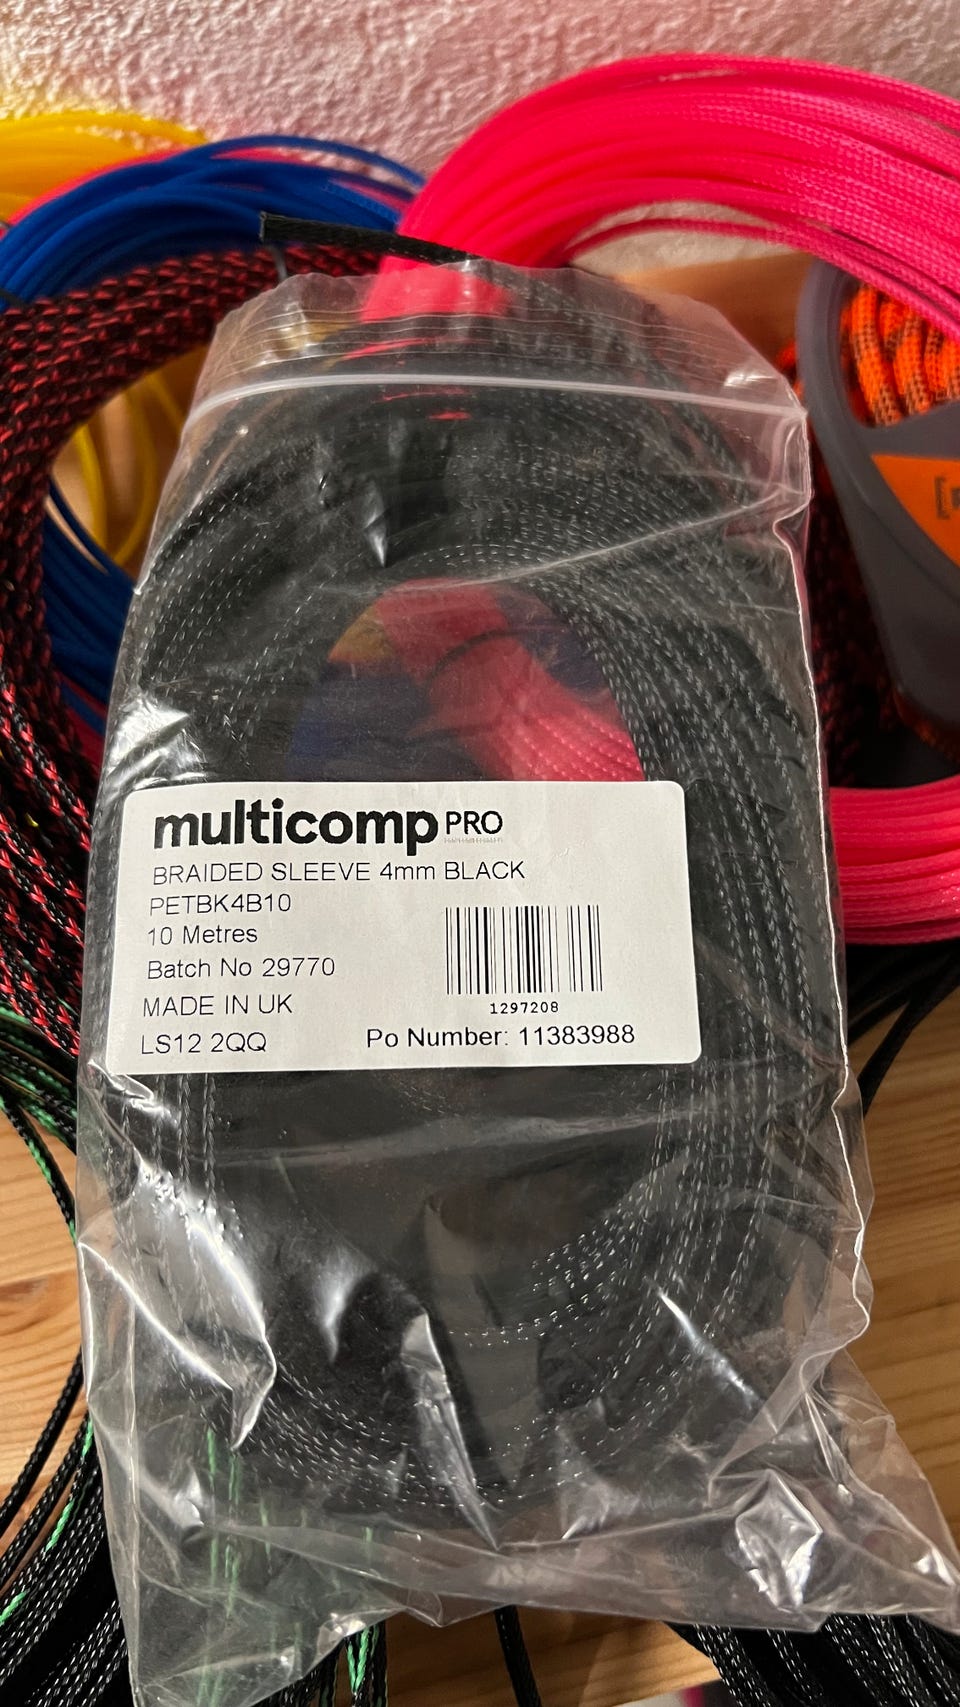 multicomp PRO
BRAIDED SLEEVE 4mm BLACK
PETBK4B10
10 Metres
Batch No 29770
MADE IN UK
1297208
LS12 2QQ
Po Number: 11383988